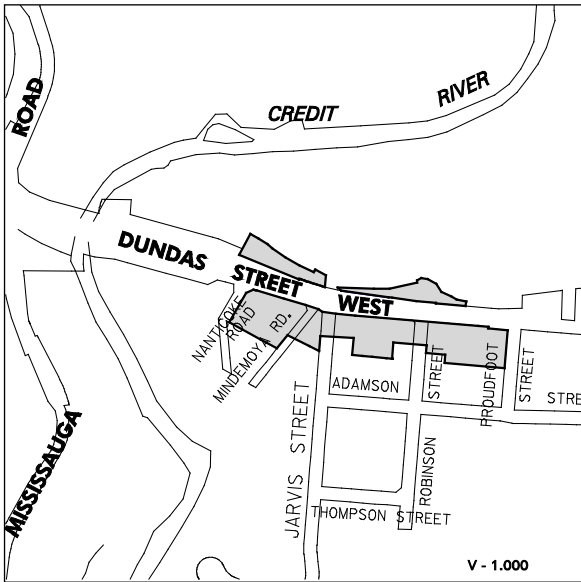 ROAD
CREDIT RIVER
DUNDAS STREET WEST
NANTICOKE ROAD
MINDEMOYA RD.
ADAMSON STREE
STREET
PROUDFOOT STREET
JARVIS STREET
ROBINSON
THOMPSON STREET
MISSISSAUGA
V - 1.000